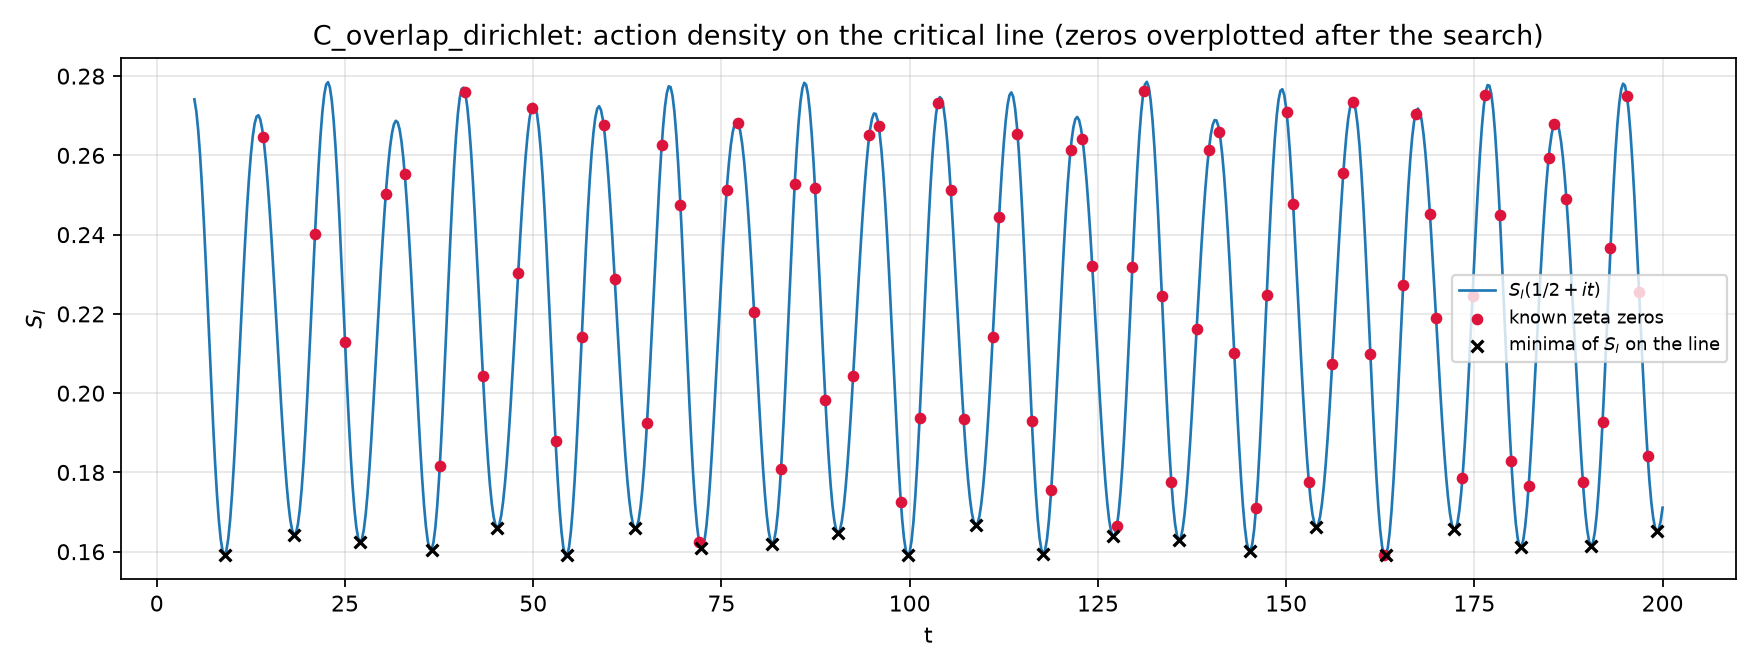 C_overlap_dirichlet: action density on the critical line (zeros overplotted after the search)
0.28
0.26
0.24
0.22
0.20
0.18
0.16
S_l
S_l(1/2 + it)
known zeta zeros
minima of S_l on the line
0 25 50 75 100 125 150 175 200
t